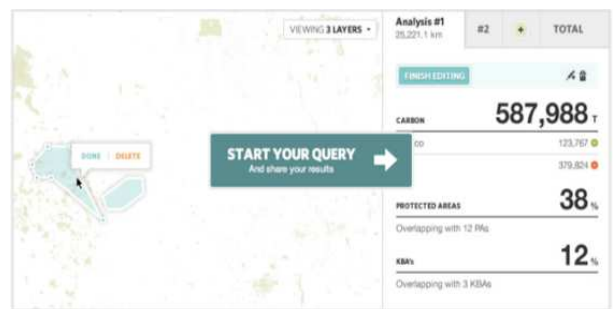 VIEWING 3 LAYERS
Analysis #1
25,221.1 km
#2
+
TOTAL
FINISH EDITING
CARBON
587,988 T
co
123,767
379,824
DONE | DELETE
START YOUR QUERY
And share your results
PROTECTED AREAS
38 %
Overlapping with 12 PAs
KBA's
12 %
Overlapping with 3 KBAs